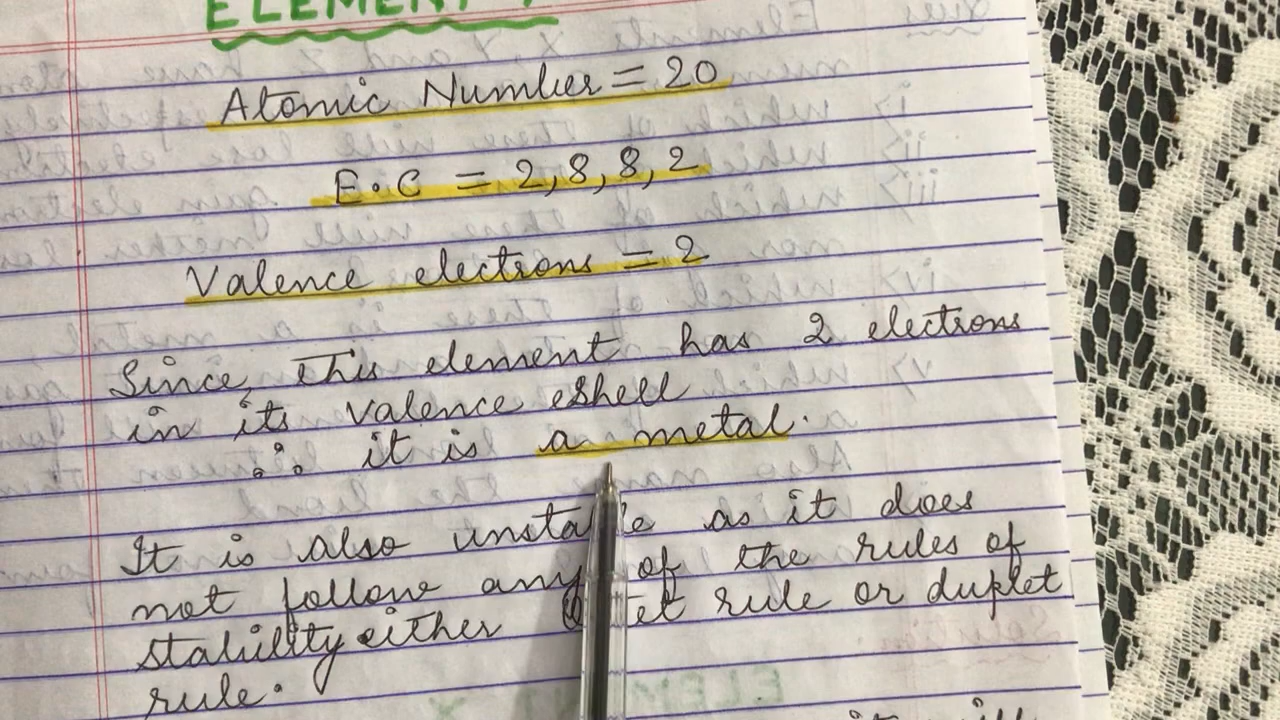 ELEMENT
Atomic Number = 20
E.C = 2,8,8,2
Valence electrons = 2
Since, this element has 2 electrons
in its valence shell
∴ it is a metal.
It is also unstable as it does
not follow any of the rules of
stability either octet rule or duplet
rule.